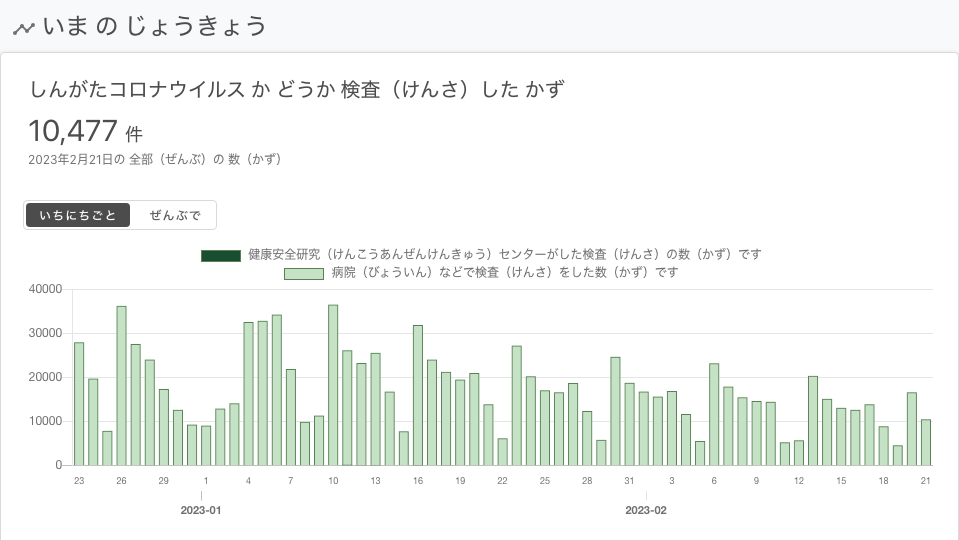 いま の じょうきょう
しんがたコロナウイルス か どうか 検査（けんさ）した かず
10,477 件
2023年2月21日の 全部（ぜんぶ）の 数（かず）
いちにちごと ぜんぶで
健康安全研究（けんこうあんぜんけんきゅう）センターがした検査（けんさ）の数（かず）です
病院（びょういん）などで検査（けんさ）をした数（かず）です
40000
30000
20000
10000
0
23 26 29 1 4 7 10 13 16 19 22 25 28 31 3 6 9 12 15 18 21
2023-01 2023-02